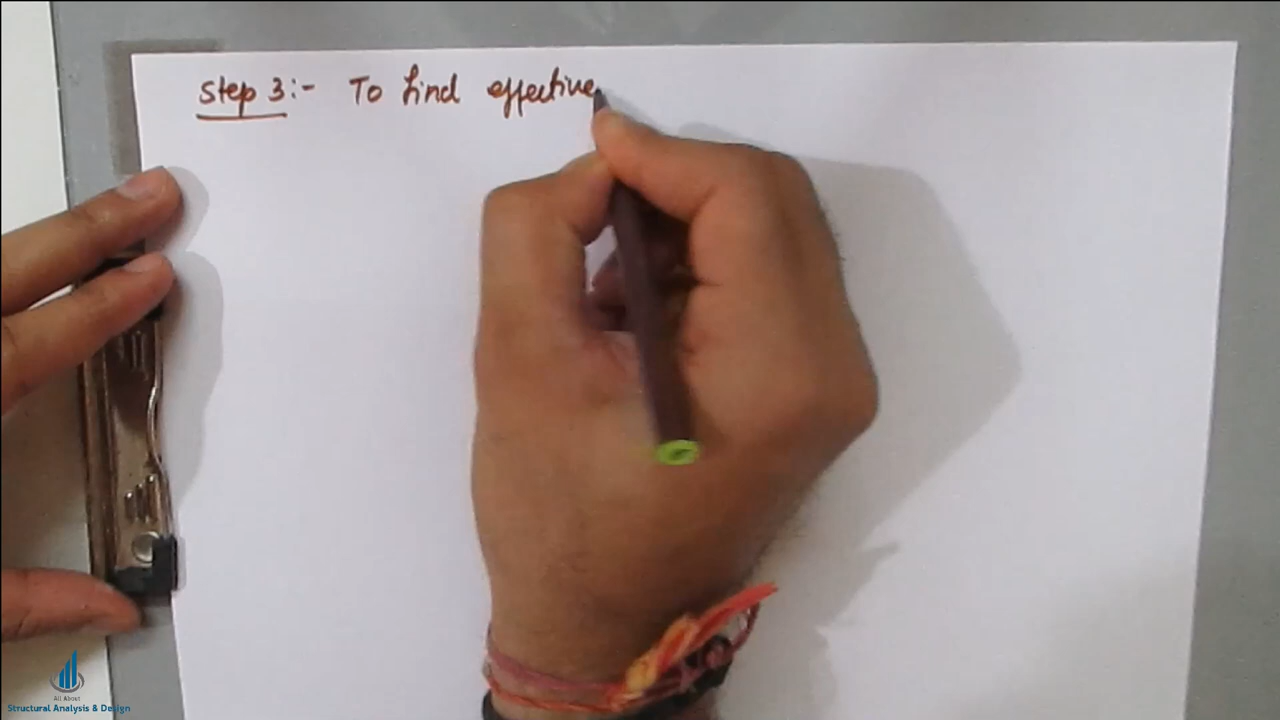 Step 3:- To find effective
All About
Structural Analysis & Design